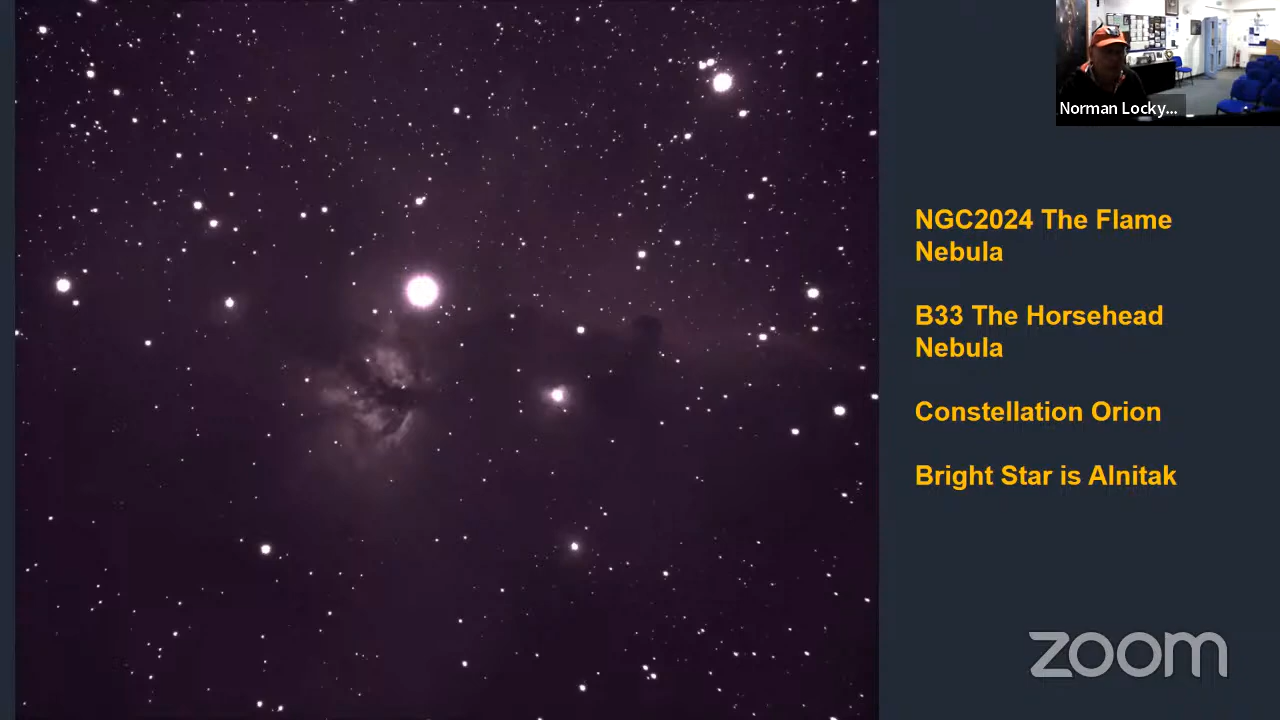 Norman Locky...
NGC2024 The Flame
Nebula
B33 The Horsehead
Nebula
Constellation Orion
Bright Star is Alnitak
zoom